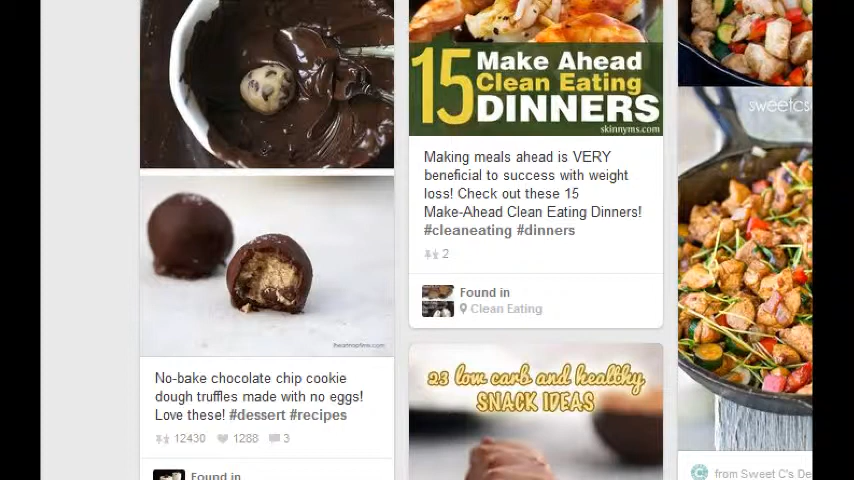 iheartnaptime.com
No-bake chocolate chip cookie
dough truffles made with no eggs!
Love these! #dessert #recipes
12430 1288 3
Found in
15 Make Ahead
Clean Eating
DINNERS
skinnyms.com
Making meals ahead is VERY
beneficial to success with weight
loss! Check out these 15
Make-Ahead Clean Eating Dinners!
#cleaneating #dinners
2
Found in
Clean Eating
23 low carb and healthy
SNACK IDEAS
sweetcs
from Sweet C's De